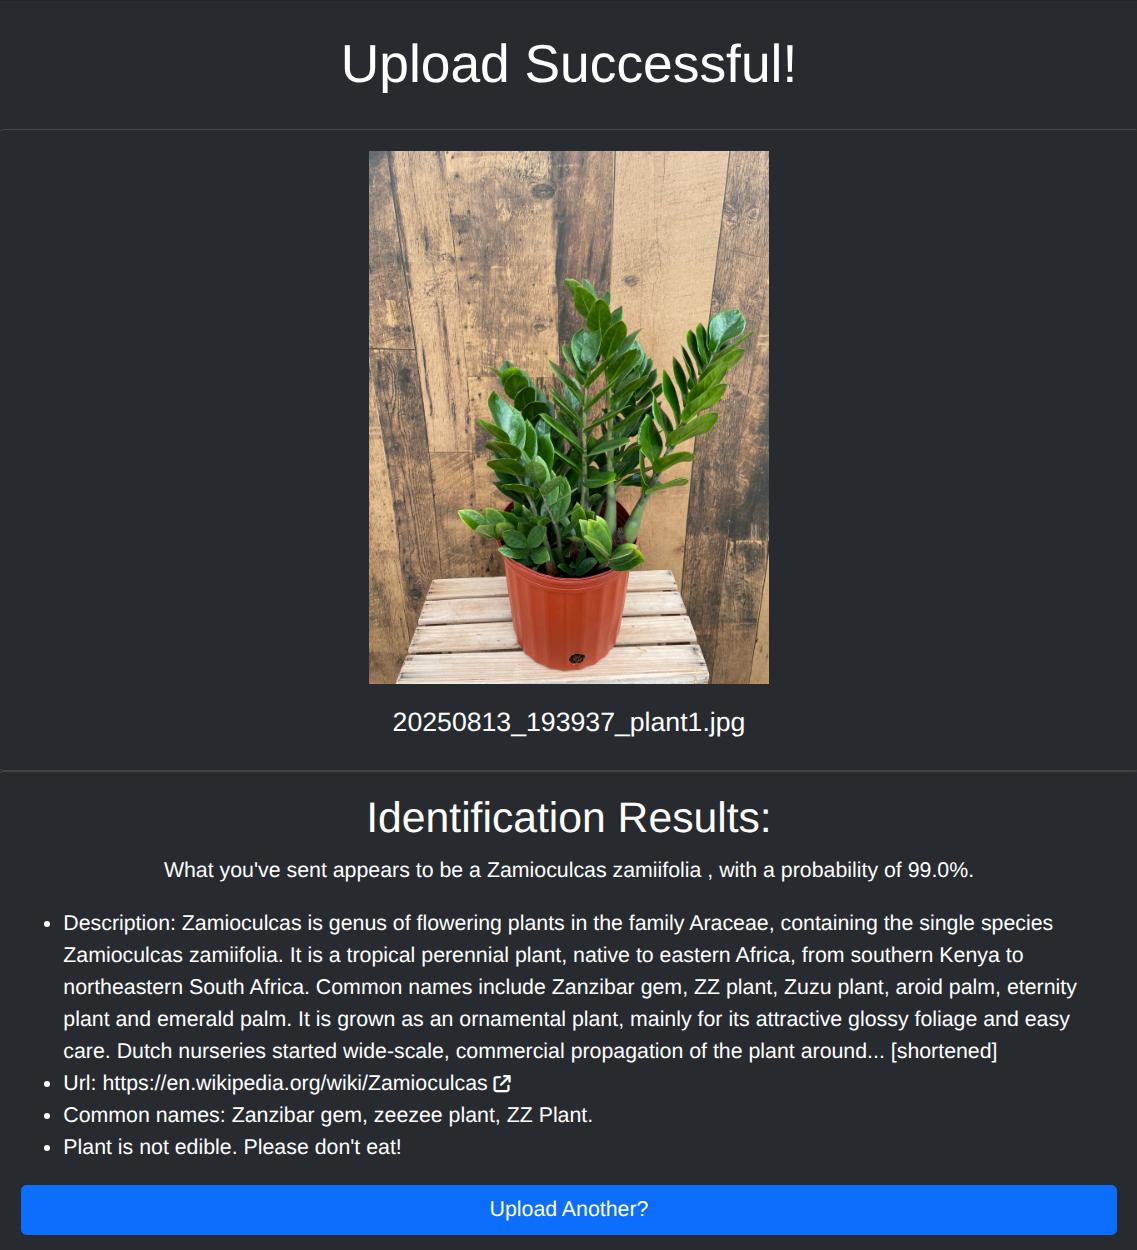 Upload Successful!
20250813_193937_plant1.jpg
Identification Results:
What you've sent appears to be a Zamioculcas zamiifolia , with a probability of 99.0%.
• Description: Zamioculcas is genus of flowering plants in the family Araceae, containing the single species
Zamioculcas zamiifolia. It is a tropical perennial plant, native to eastern Africa, from southern Kenya to
northeastern South Africa. Common names include Zanzibar gem, ZZ plant, Zuzu plant, aroid palm, eternity
plant and emerald palm. It is grown as an ornamental plant, mainly for its attractive glossy foliage and easy
care. Dutch nurseries started wide-scale, commercial propagation of the plant around... [shortened]
• Url: https://en.wikipedia.org/wiki/Zamioculcas
• Common names: Zanzibar gem, zeezee plant, ZZ Plant.
• Plant is not edible. Please don't eat!
Upload Another?